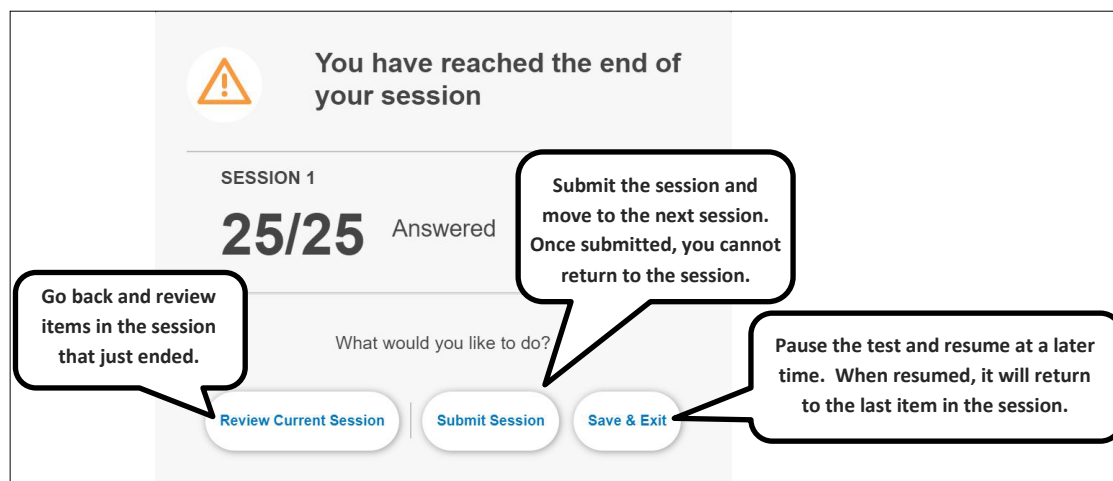 You have reached the end of
your session
SESSION 1
25/25 Answered
Submit the session and
move to the next session.
Once submitted, you cannot
return to the session.
Go back and review
items in the session
that just ended.
What would you like to do?
Pause the test and resume at a later
time. When resumed, it will return
to the last item in the session.
Review Current Session
Submit Session
Save & Exit